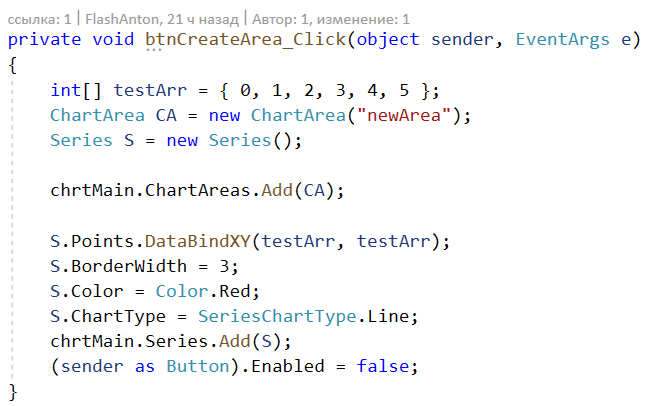 ссылка: 1 | FlashAnton, 21 ч назад | Автор: 1, изменение: 1
private void btnCreateArea_Click(object sender, EventArgs e)
{
int[] testArr = { 0, 1, 2, 3, 4, 5 };
ChartArea CA = new ChartArea("newArea");
Series S = new Series();
chrtMain.ChartAreas.Add(CA);
S.Points.DataBindXY(testArr, testArr);
S.BorderWidth = 3;
S.Color = Color.Red;
S.ChartType = SeriesChartType.Line;
chrtMain.Series.Add(S);
(sender as Button).Enabled = false;
}